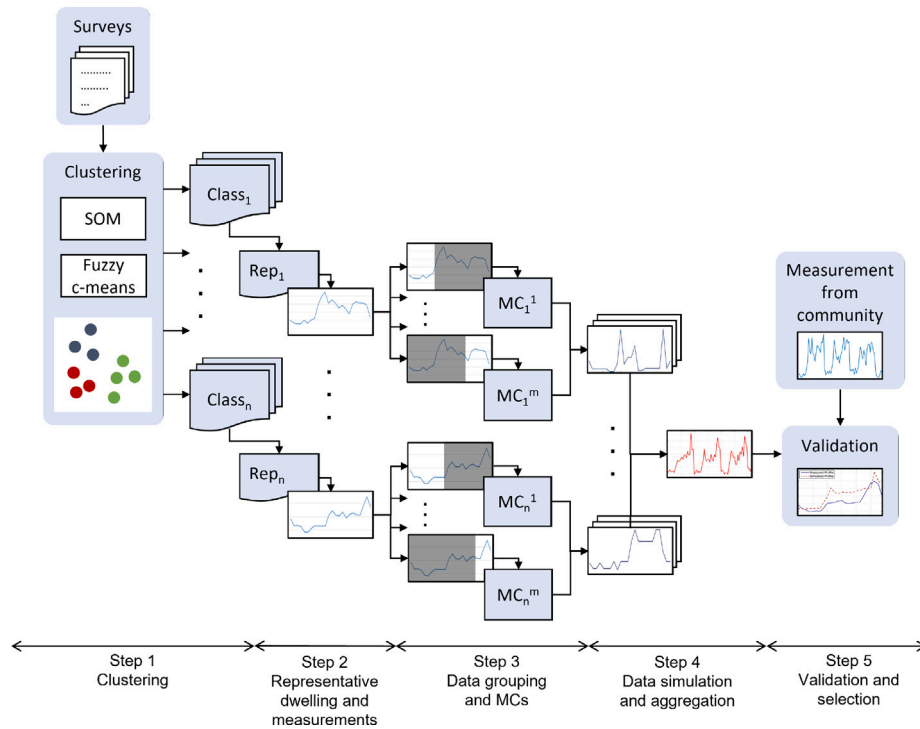 Surveys
Clustering
SOM
Fuzzy
c-means
Class₁
Rep₁
Classₙ
Repₙ
MC₁¹
MC₁ᵐ
MCₙ¹
MCₙᵐ
Measurement
from
community
Validation
Step 1
Clustering
Step 2
Representative
dwelling and
measurements
Step 3
Data grouping
and MCs
Step 4
Data simulation
and aggregation
Step 5
Validation and
selection